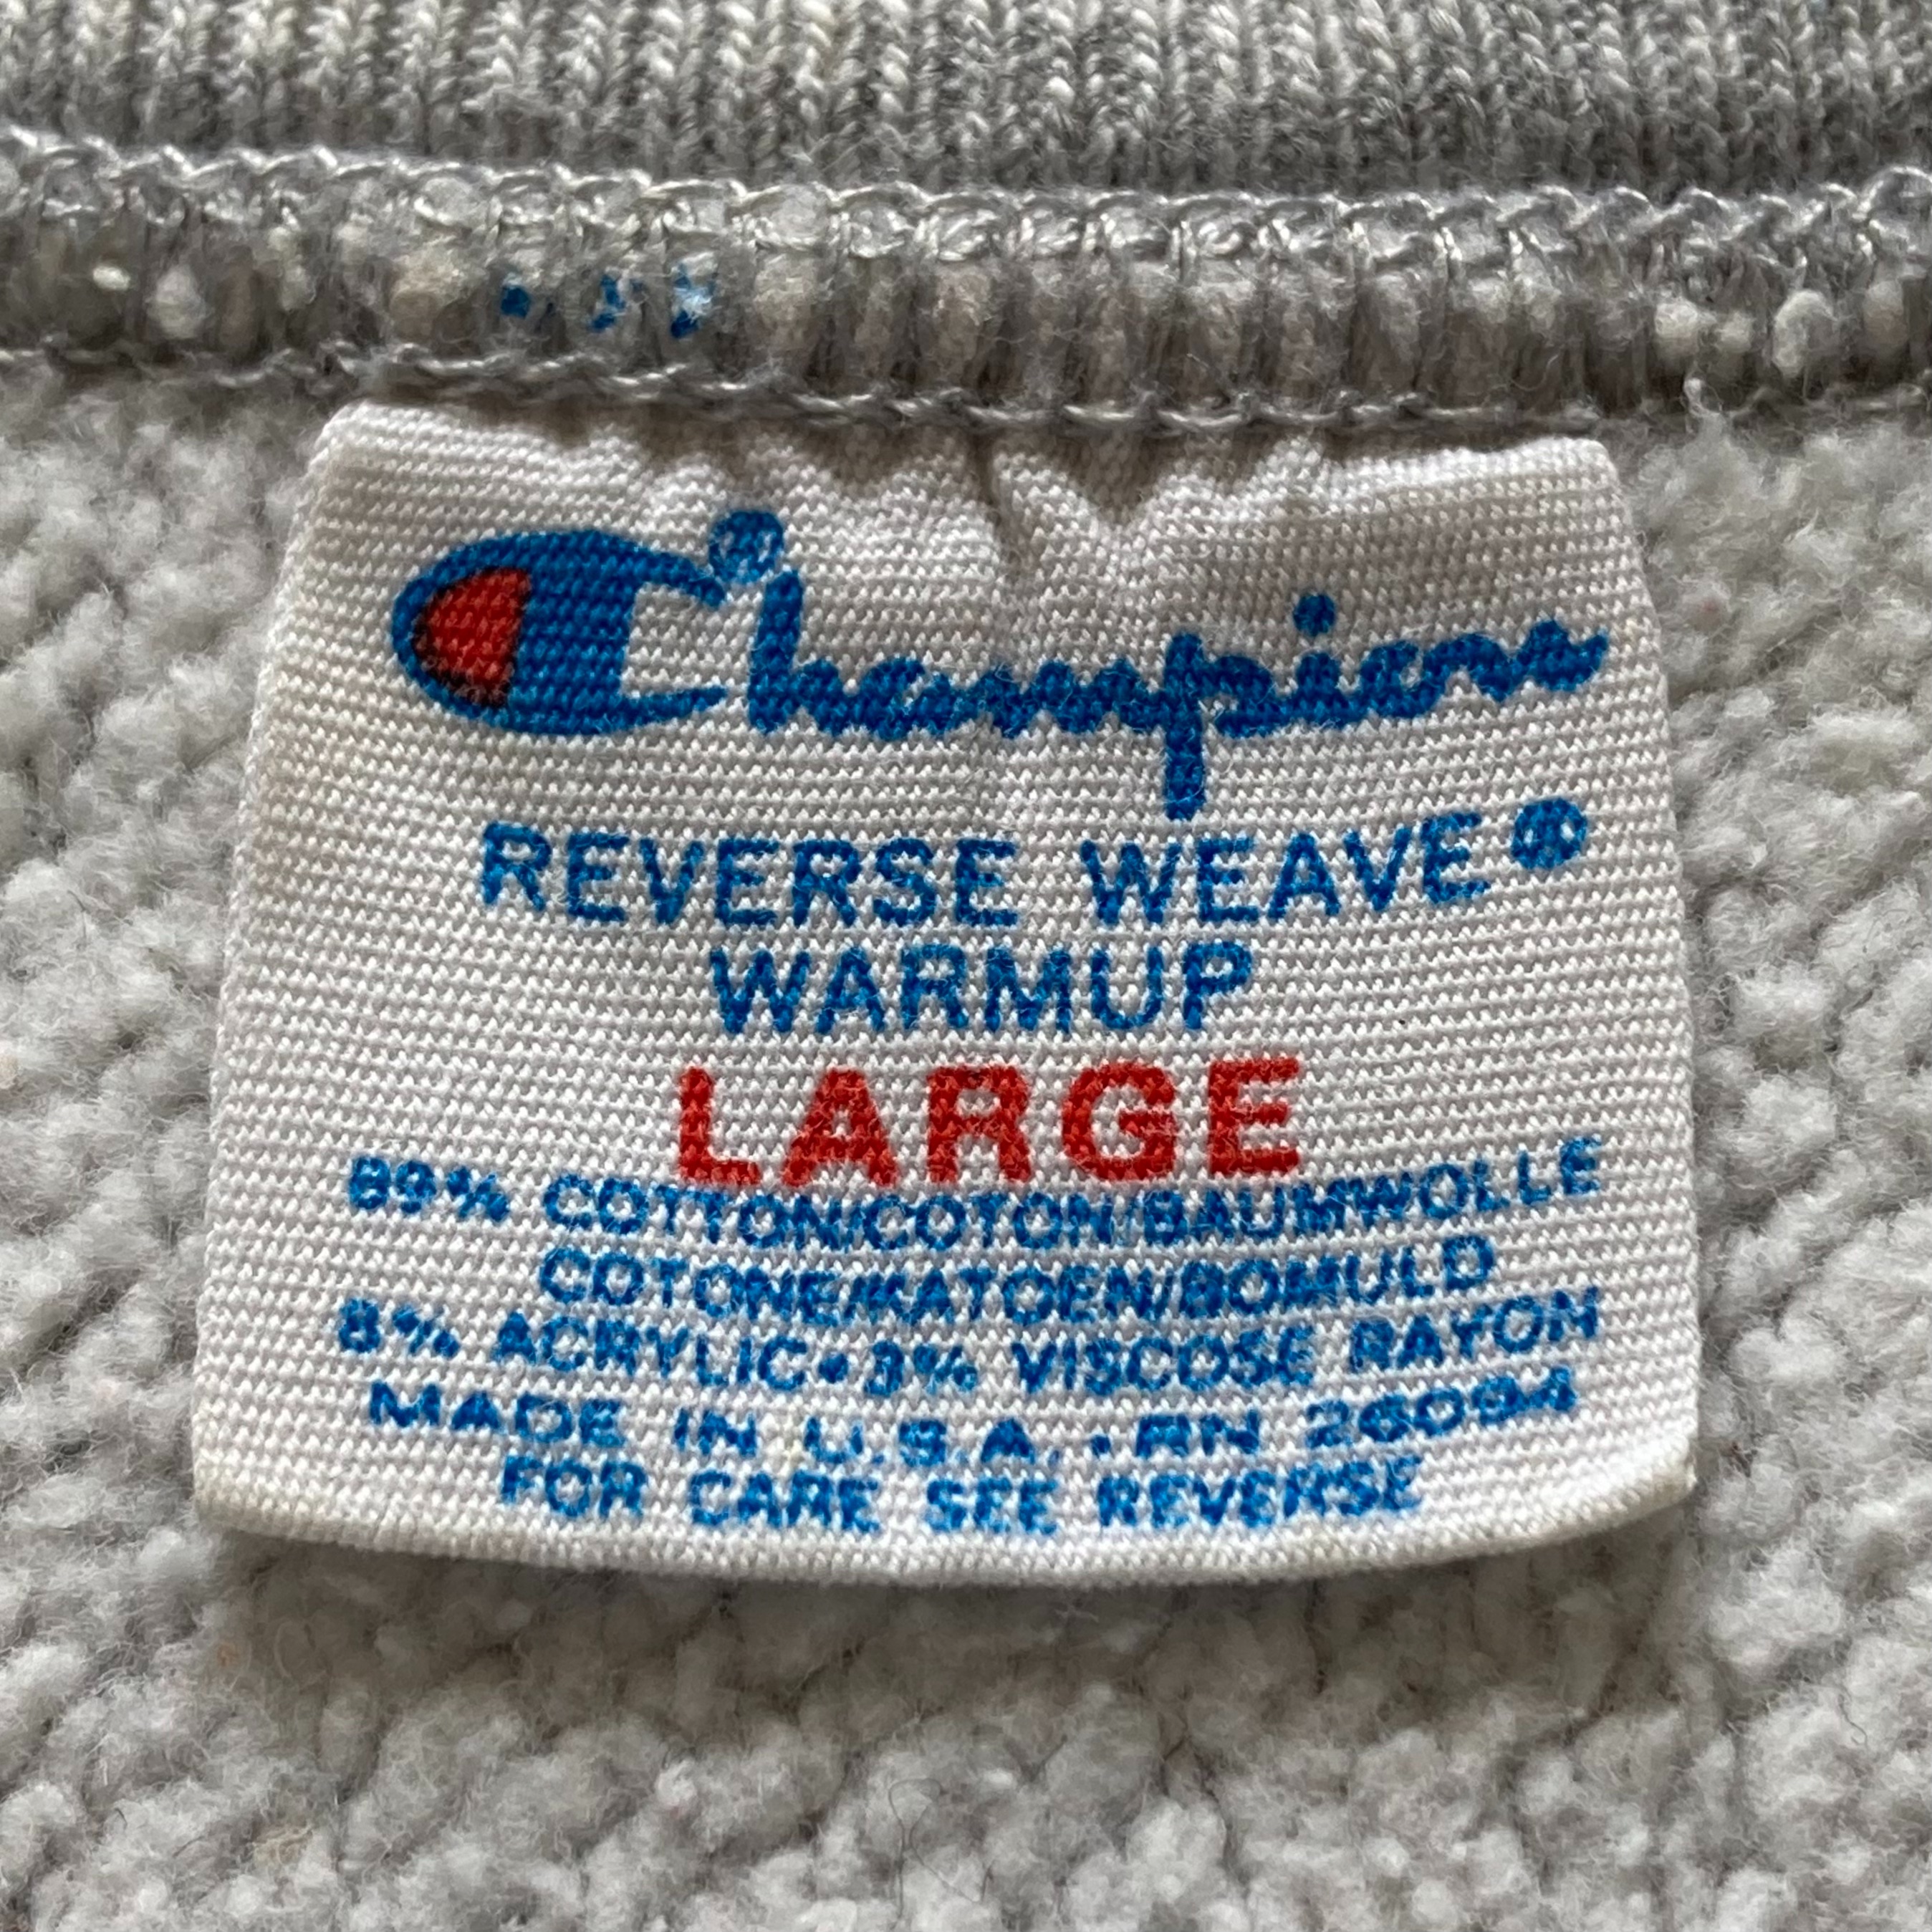 Champion®
REVERSE WEAVE®
WARMUP
LARGE
89% COTTON/COTON/BAUMWOLLE
COTONE/KATOEN/BOMULD
8% ACRYLIC•3% VISCOSE RAYON
MADE IN U.S.A. • RN 26094
FOR CARE SEE REVERSE